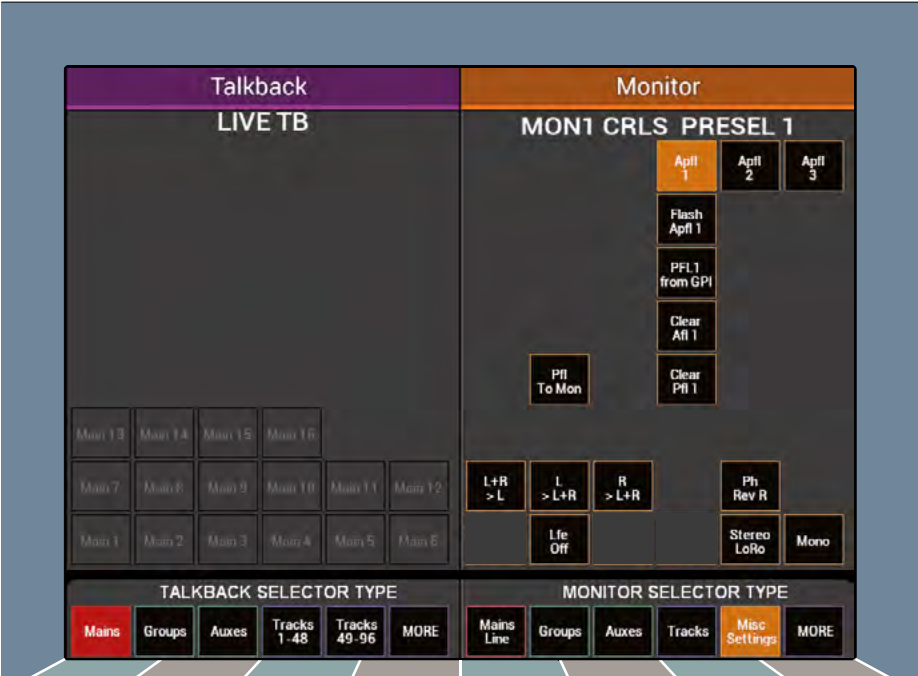 Talkback
Monitor
LIVE TB
MON1 CRLS PRESEL 1
Apfl
1
Apfl
2
Apfl
3
Flash
Apfl 1
PFL1
from GPI
Clear
Afl 1
Pfl
To Mon
Clear
Pfl 1
Main 13
Main 14
Main 15
Main 16
Main 7
Main 8
Main 9
Main 10
Main 11
Main 12
L+R
>L
L
>L+R
R
>L+R
Ph
Rev R
Main 1
Main 2
Main 3
Main 4
Main 5
Main 6
Lfe
Off
Stereo
LoRo
Mono
TALKBACK SELECTOR TYPE
MONITOR SELECTOR TYPE
Mains
Groups
Auxes
Tracks
1-48
Tracks
49-96
MORE
Mains
Line
Groups
Auxes
Tracks
Misc
Settings
MORE